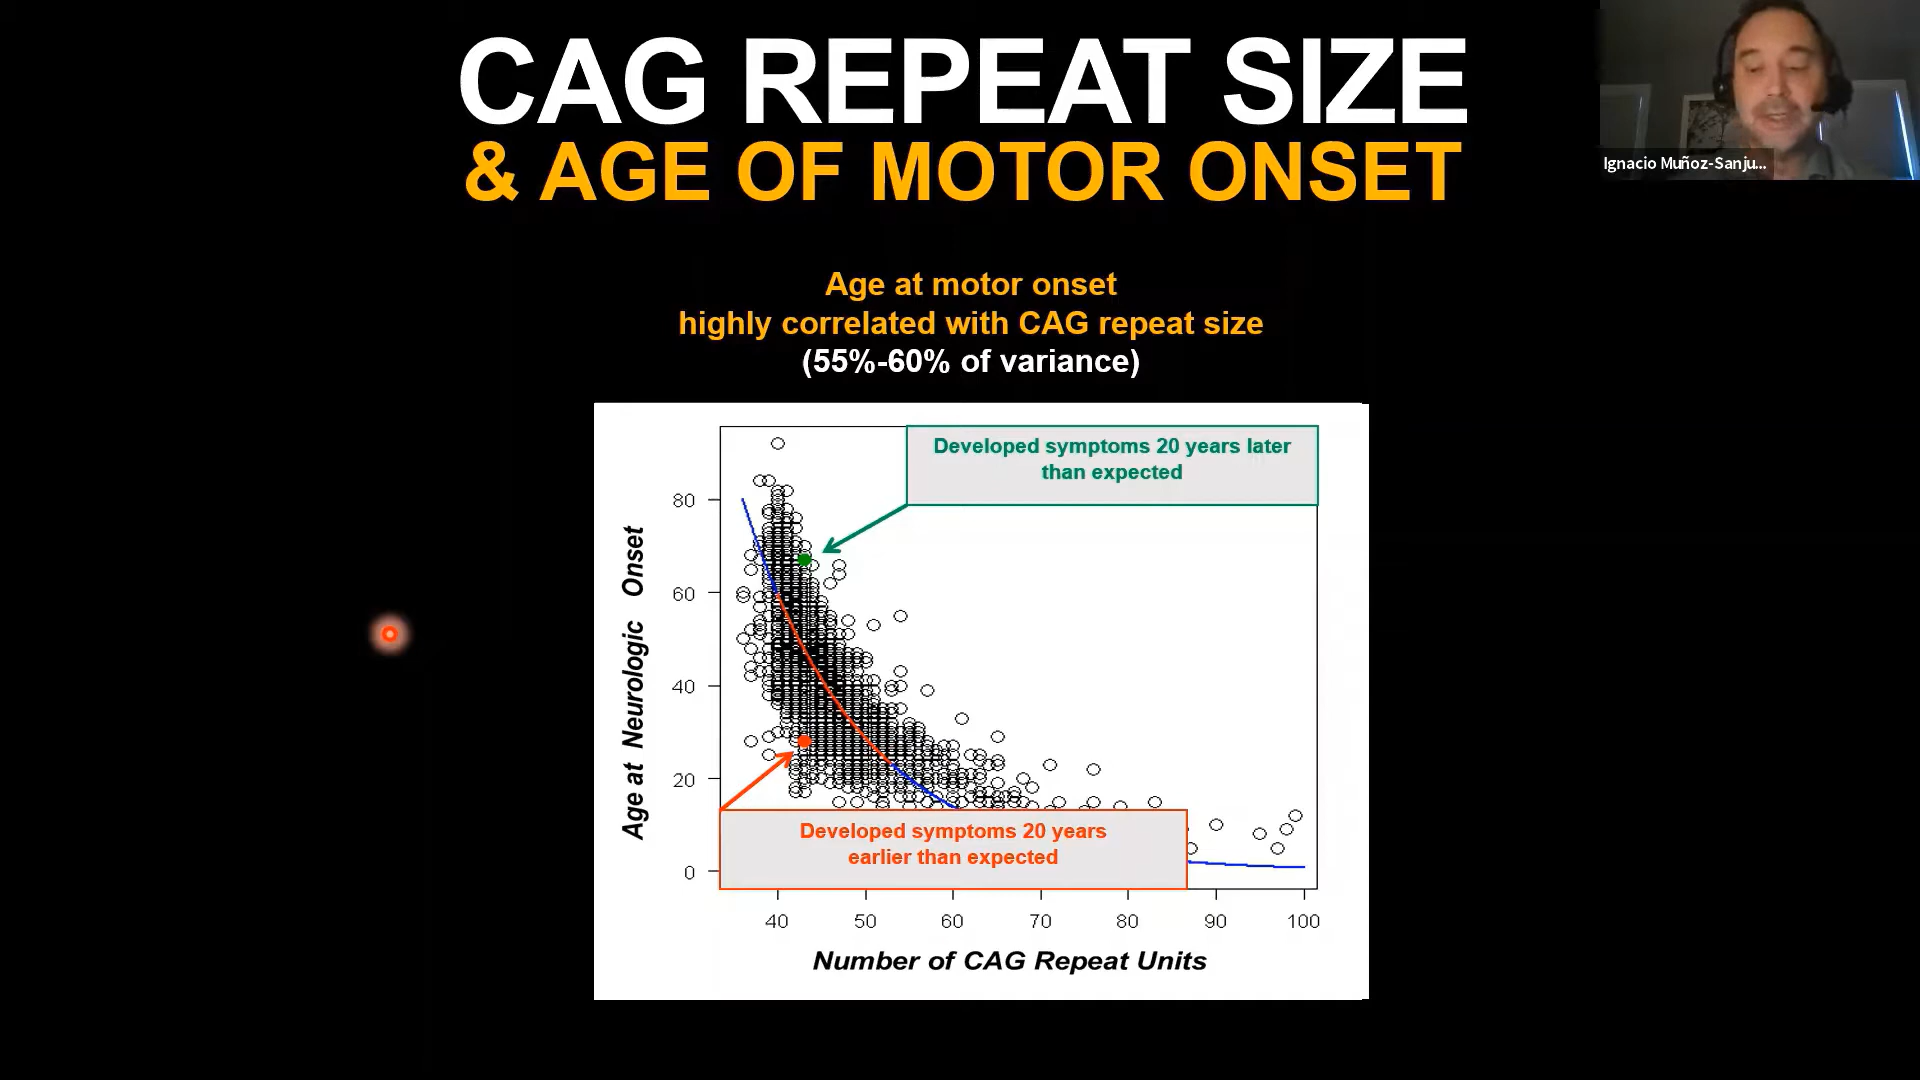 CAG REPEAT SIZE
& AGE OF MOTOR ONSET
Ignacio Muñoz-Sanju...
Age at motor onset
highly correlated with CAG repeat size
(55%-60% of variance)
Developed symptoms 20 years later
than expected
80
60
40
20
0
Age at Neurologic Onset
Developed symptoms 20 years
earlier than expected
40 50 60 70 80 90 100
Number of CAG Repeat Units